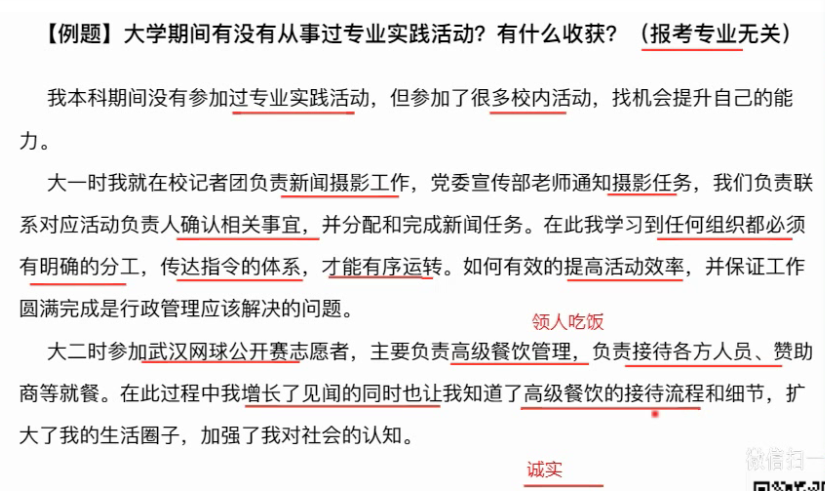 【例题】大学期间有没有从事过专业实践活动？有什么收获？（报考专业无关）
我本科期间没有参加过专业实践活动，但参加了很多校内活动，找机会提升自己的能
力。
大一时我就在校记者团负责新闻摄影工作，党委宣传部老师通知摄影任务，我们负责联
系对应活动负责人确认相关事宜，并分配和完成新闻任务。在此我学习到任何组织都必须
有明确的分工，传达指令的体系，才能有序运转。如何有效的提高活动效率，并保证工作
圆满完成是行政管理应该解决的问题。
领人吃饭
大二时参加武汉网球公开赛志愿者，主要负责高级餐饮管理，负责接待各方人员、赞助
商等就餐。在此过程中我增长了见闻的同时也让我知道了高级餐饮的接待流程和细节，扩
大了我的生活圈子，加强了我对社会的认知。
诚实
微信扫一